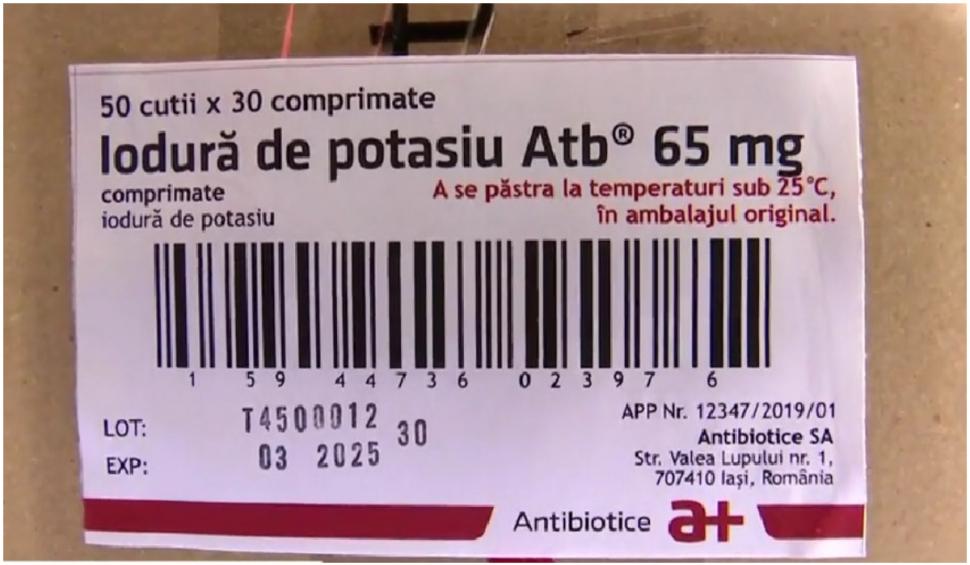 50 cutii x 30 comprimate
Iodură de potasiu Atb® 65 mg
comprimate
iodură de potasiu
A se păstra la temperaturi sub 25°C,
în ambalajul original.
1 59 44736 02397 6
LOT: T4500012 30
EXP: 03 2025
APP Nr. 12347/2019/01
Antibiotice SA
Str. Valea Lupului nr. 1,
707410 Iași, România
Antibiotice a+